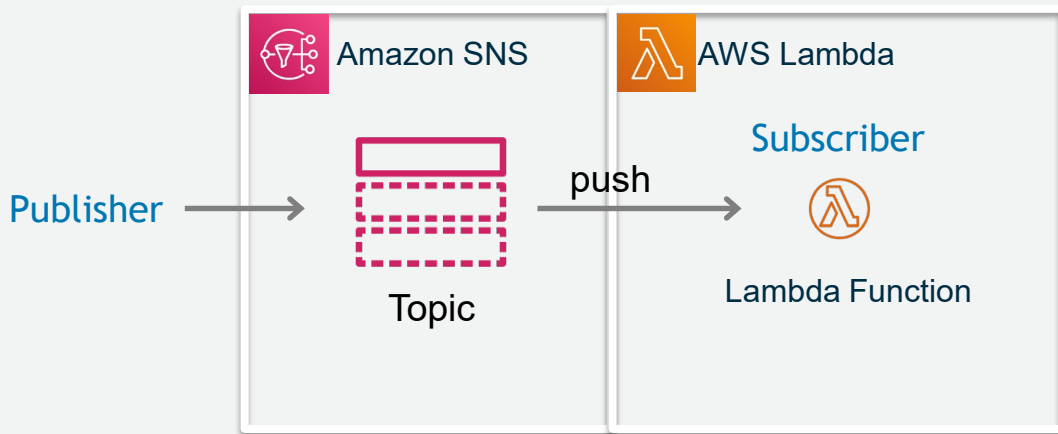 Amazon SNS
AWS Lambda
Subscriber
push
Publisher
Topic
Lambda Function